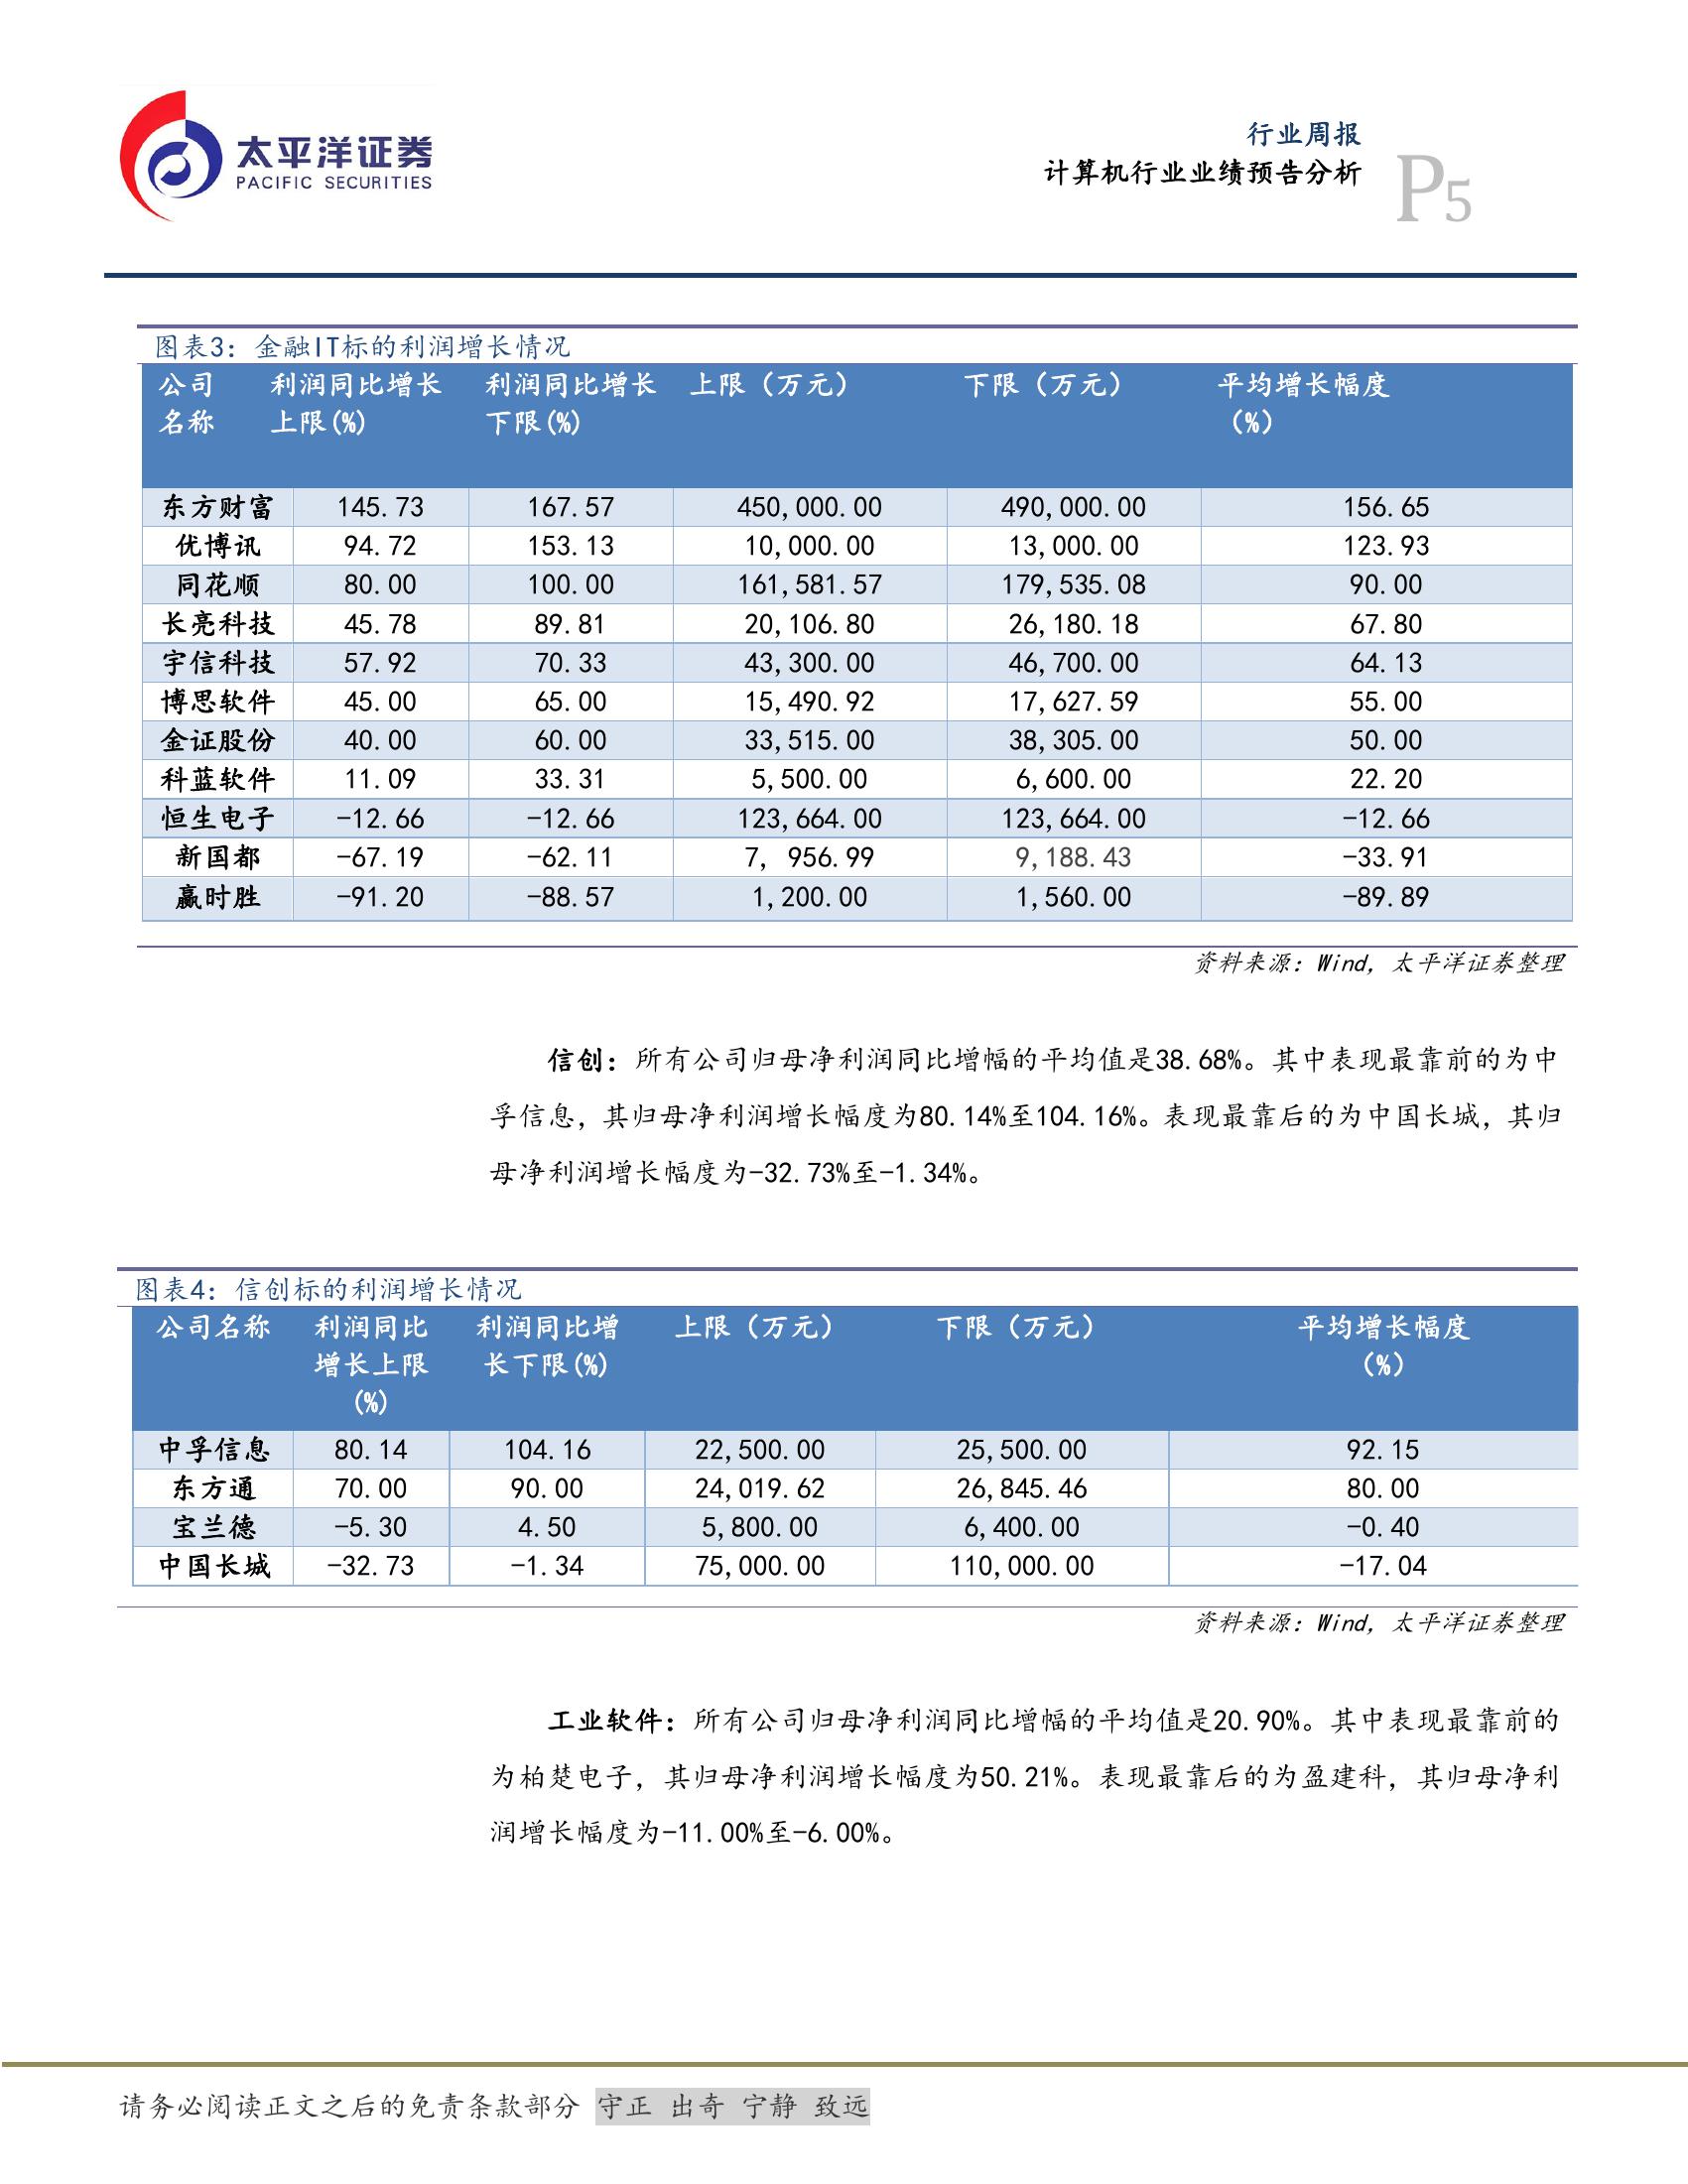 太平洋证券
PACIFIC SECURITIES
行业周报
计算机行业业绩预告分析
P5
图表3：金融IT标的利润增长情况
公司 利润同比增长 利润同比增长 上限（万元） 下限（万元） 平均增长幅度
名称 上限(%) 下限(%) （%）
东方财富 145.73 167.57 450,000.00 490,000.00 156.65
优博讯 94.72 153.13 10,000.00 13,000.00 123.93
同花顺 80.00 100.00 161,581.57 179,535.08 90.00
长亮科技 45.78 89.81 20,106.80 26,180.18 67.80
宇信科技 57.92 70.33 43,300.00 46,700.00 64.13
博思软件 45.00 65.00 15,490.92 17,627.59 55.00
金证股份 40.00 60.00 33,515.00 38,305.00 50.00
科蓝软件 11.09 33.31 5,500.00 6,600.00 22.20
恒生电子 -12.66 -12.66 123,664.00 123,664.00 -12.66
新国都 -67.19 -62.11 7, 956.99 9,188.43 -33.91
赢时胜 -91.20 -88.57 1,200.00 1,560.00 -89.89
资料来源：Wind, 太平洋证券整理
信创：所有公司归母净利润同比增幅的平均值是38.68%。其中表现最靠前的为中
孚信息，其归母净利润增长幅度为80.14%至104.16%。表现最靠后的为中国长城，其归
母净利润增长幅度为-32.73%至-1.34%。
图表4：信创标的利润增长情况
公司名称 利润同比 利润同比增 上限（万元） 下限（万元） 平均增长幅度
增长上限 长下限(%) （%）
(%)
中孚信息 80.14 104.16 22,500.00 25,500.00 92.15
东方通 70.00 90.00 24,019.62 26,845.46 80.00
宝兰德 -5.30 4.50 5,800.00 6,400.00 -0.40
中国长城 -32.73 -1.34 75,000.00 110,000.00 -17.04
资料来源：Wind, 太平洋证券整理
工业软件：所有公司归母净利润同比增幅的平均值是20.90%。其中表现最靠前的
为柏楚电子，其归母净利润增长幅度为50.21%。表现最靠后的为盈建科，其归母净利
润增长幅度为-11.00%至-6.00%。
请务必阅读正文之后的免责条款部分 守正 出奇 宁静 致远